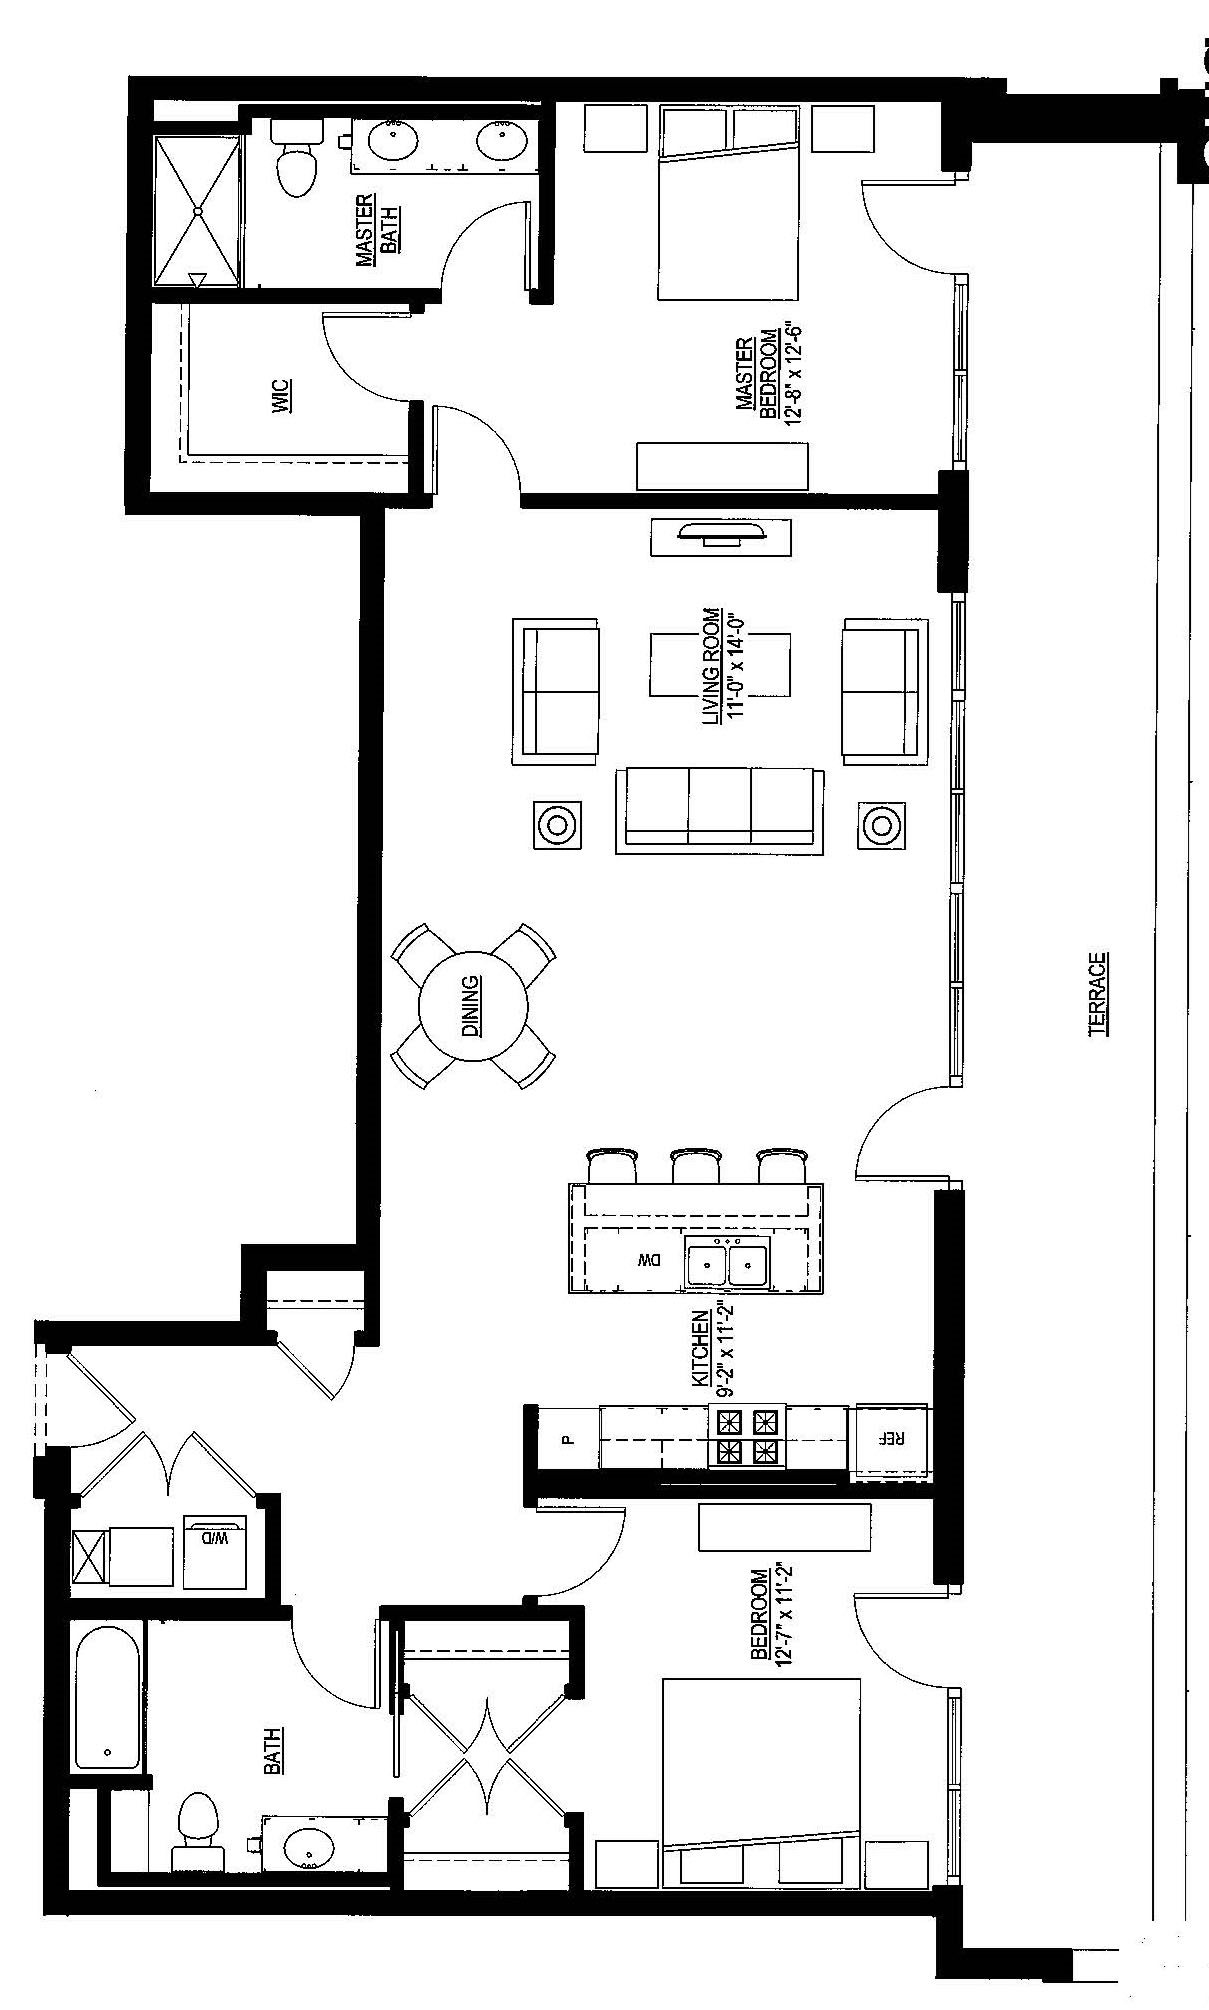 MASTER
BATH
WIC
MASTER
BEDROOM
12'-8" x 12'-6"
LIVING ROOM
11'-0" x 14'-0"
DINING
TERRACE
DW
KITCHEN
9'-2" x 11'-2"
P
REF
W/D
BEDROOM
12'-7" x 11'-2"
BATH